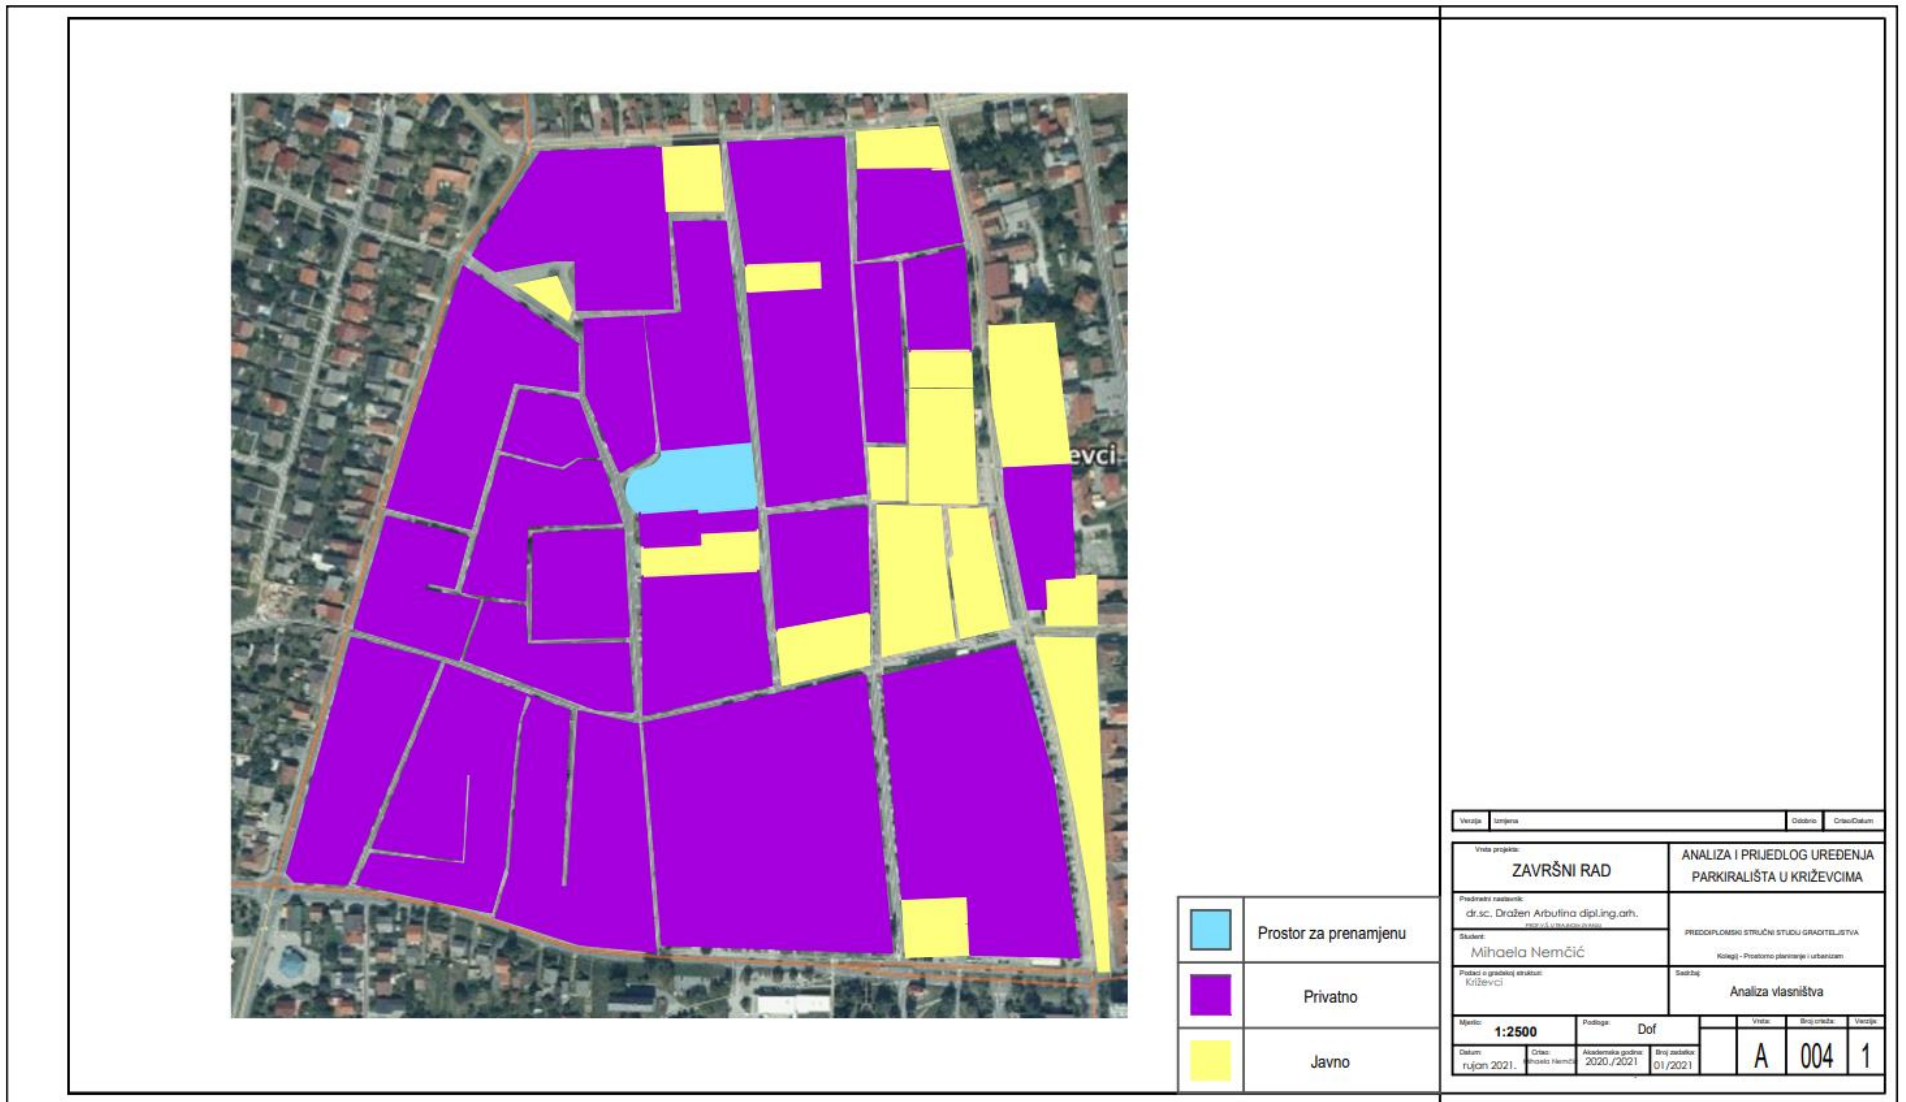 evci
Prostor za prenamjenu
Privatno
Javno
Verzija
Izmjena
Odobrio
Crtao/Datum
Vrsta projekta:
ZAVRŠNI RAD
ANALIZA I PRIJEDLOG UREĐENJA
PARKIRALIŠTA U KRIŽEVCIMA
Predmetni nastavnik:
dr.sc. Dražen Arbutina dipl.ing.arh.
Student:
Mihaela Nemčić
PREDDIPLOMSKI STRUČNI STUDIJ GRADITELJSTVA
Kolegij - Prostorno planiranje i urbanizam
Podaci o gradskoj strukturi:
Križevci
Sadržaj:
Analiza vlasništva
Mjerilo:
1:2500
Podloga:
Dof
Vrsta:
A
Broj crteža:
004
Verzija:
1
Datum:
rujan 2021.
Crtao:
Akademska godina:
2020./2021
Broj zadatka:
01/2021